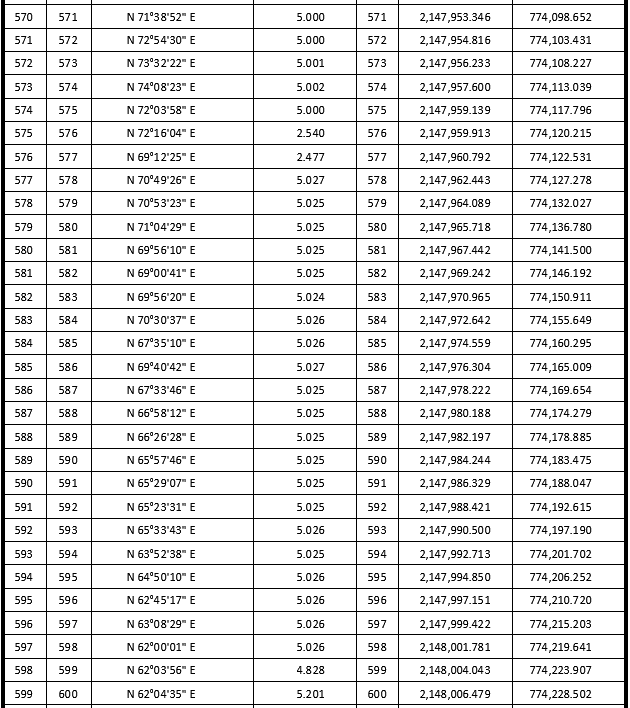 570 571 N 71°38'52" E 5.000 571 2,147,953.346 774,098.652
571 572 N 72°54'30" E 5.000 572 2,147,954.816 774,103.431
572 573 N 73°32'22" E 5.001 573 2,147,956.233 774,108.227
573 574 N 74°08'23" E 5.002 574 2,147,957.600 774,113.039
574 575 N 72°03'58" E 5.000 575 2,147,959.139 774,117.796
575 576 N 72°16'04" E 2.540 576 2,147,959.913 774,120.215
576 577 N 69°12'25" E 2.477 577 2,147,960.792 774,122.531
577 578 N 70°49'26" E 5.027 578 2,147,962.443 774,127.278
578 579 N 70°53'23" E 5.025 579 2,147,964.089 774,132.027
579 580 N 71°04'29" E 5.025 580 2,147,965.718 774,136.780
580 581 N 69°56'10" E 5.025 581 2,147,967.442 774,141.500
581 582 N 69°00'41" E 5.025 582 2,147,969.242 774,146.192
582 583 N 69°56'20" E 5.024 583 2,147,970.965 774,150.911
583 584 N 70°30'37" E 5.026 584 2,147,972.642 774,155.649
584 585 N 67°35'10" E 5.026 585 2,147,974.559 774,160.295
585 586 N 69°40'42" E 5.027 586 2,147,976.304 774,165.009
586 587 N 67°33'46" E 5.025 587 2,147,978.222 774,169.654
587 588 N 66°58'12" E 5.025 588 2,147,980.188 774,174.279
588 589 N 66°26'28" E 5.025 589 2,147,982.197 774,178.885
589 590 N 65°57'46" E 5.025 590 2,147,984.244 774,183.475
590 591 N 65°29'07" E 5.025 591 2,147,986.329 774,188.047
591 592 N 65°23'31" E 5.025 592 2,147,988.421 774,192.615
592 593 N 65°33'43" E 5.026 593 2,147,990.500 774,197.190
593 594 N 63°52'38" E 5.025 594 2,147,992.713 774,201.702
594 595 N 64°50'10" E 5.026 595 2,147,994.850 774,206.252
595 596 N 62°45'17" E 5.026 596 2,147,997.151 774,210.720
596 597 N 63°08'29" E 5.026 597 2,147,999.422 774,215.203
597 598 N 62°00'01" E 5.026 598 2,148,001.781 774,219.641
598 599 N 62°03'56" E 4.828 599 2,148,004.043 774,223.907
599 600 N 62°04'35" E 5.201 600 2,148,006.479 774,228.502